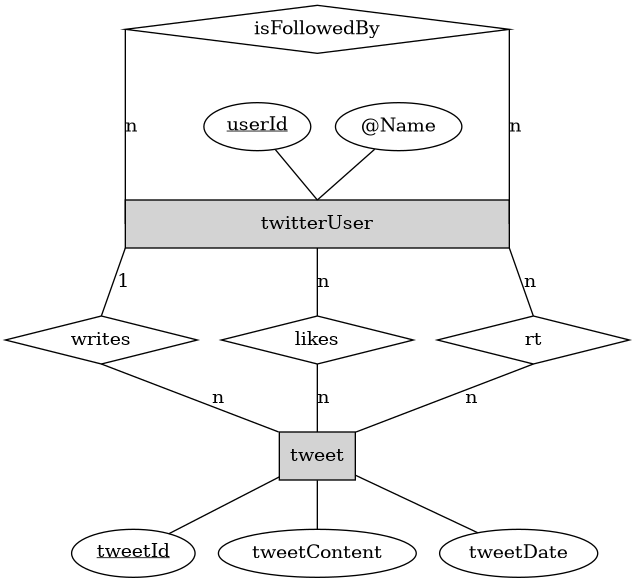 isFollowedBy
n
n
userId
@Name
twitterUser
1
n
n
writes
likes
rt
n
n
n
tweet
tweetId
tweetContent
tweetDate